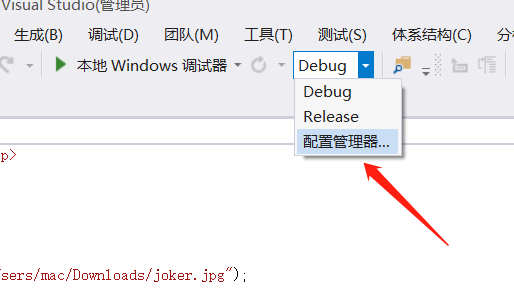 Visual Studio(管理员)
生成(B) 调试(D) 团队(M) 工具(T) 测试(S) 体系结构(C) 分
本地 Windows 调试器 Debug
Debug
Release
配置管理器...
p>
sers/mac/Downloads/joker.jpg");